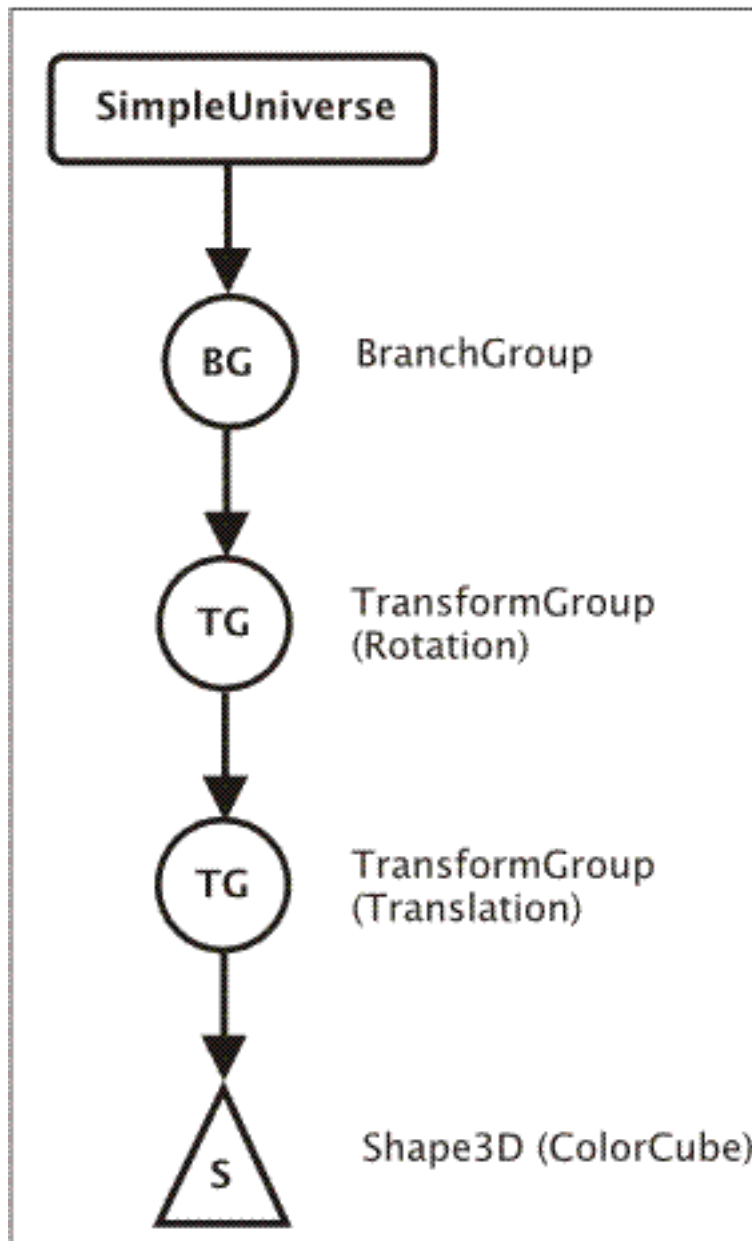 SimpleUniverse
BG
BranchGroup
TG
TransformGroup
(Rotation)
TG
TransformGroup
(Translation)
S
Shape3D (ColorCube)